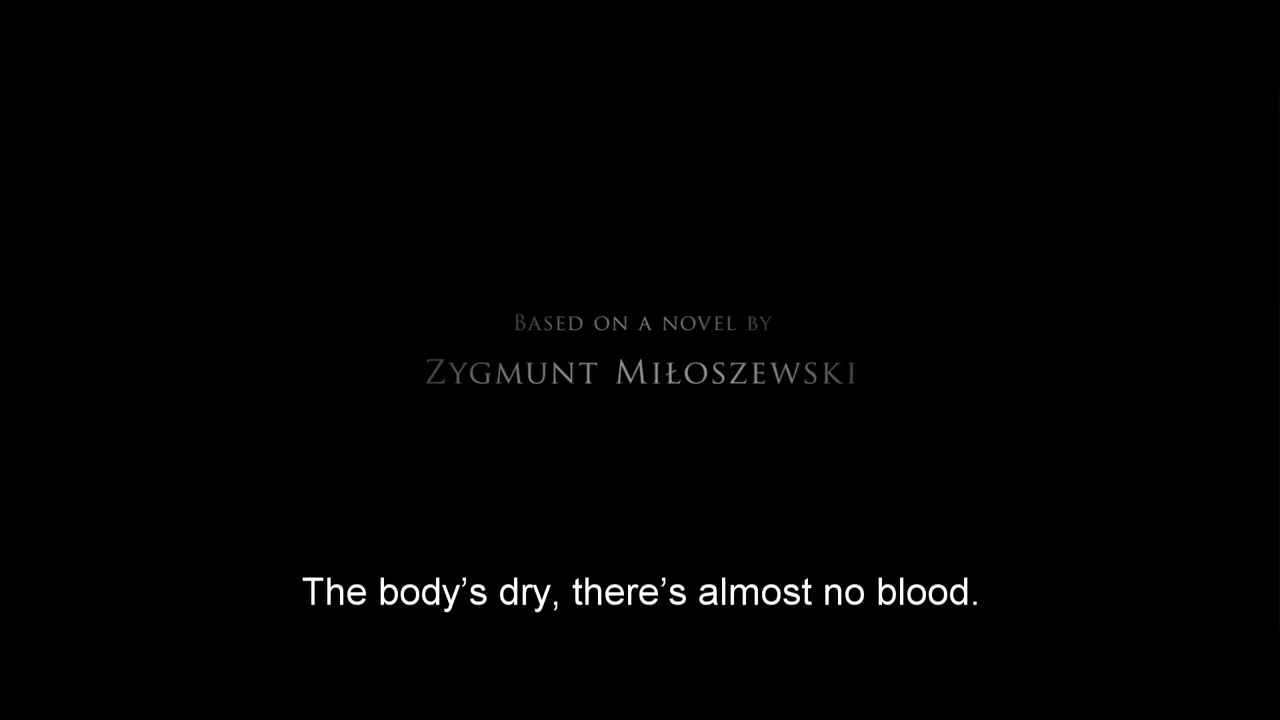 BASED ON A NOVEL BY
ZYGMUNT MIŁOSZEWSKI
The body’s dry, there’s almost no blood.